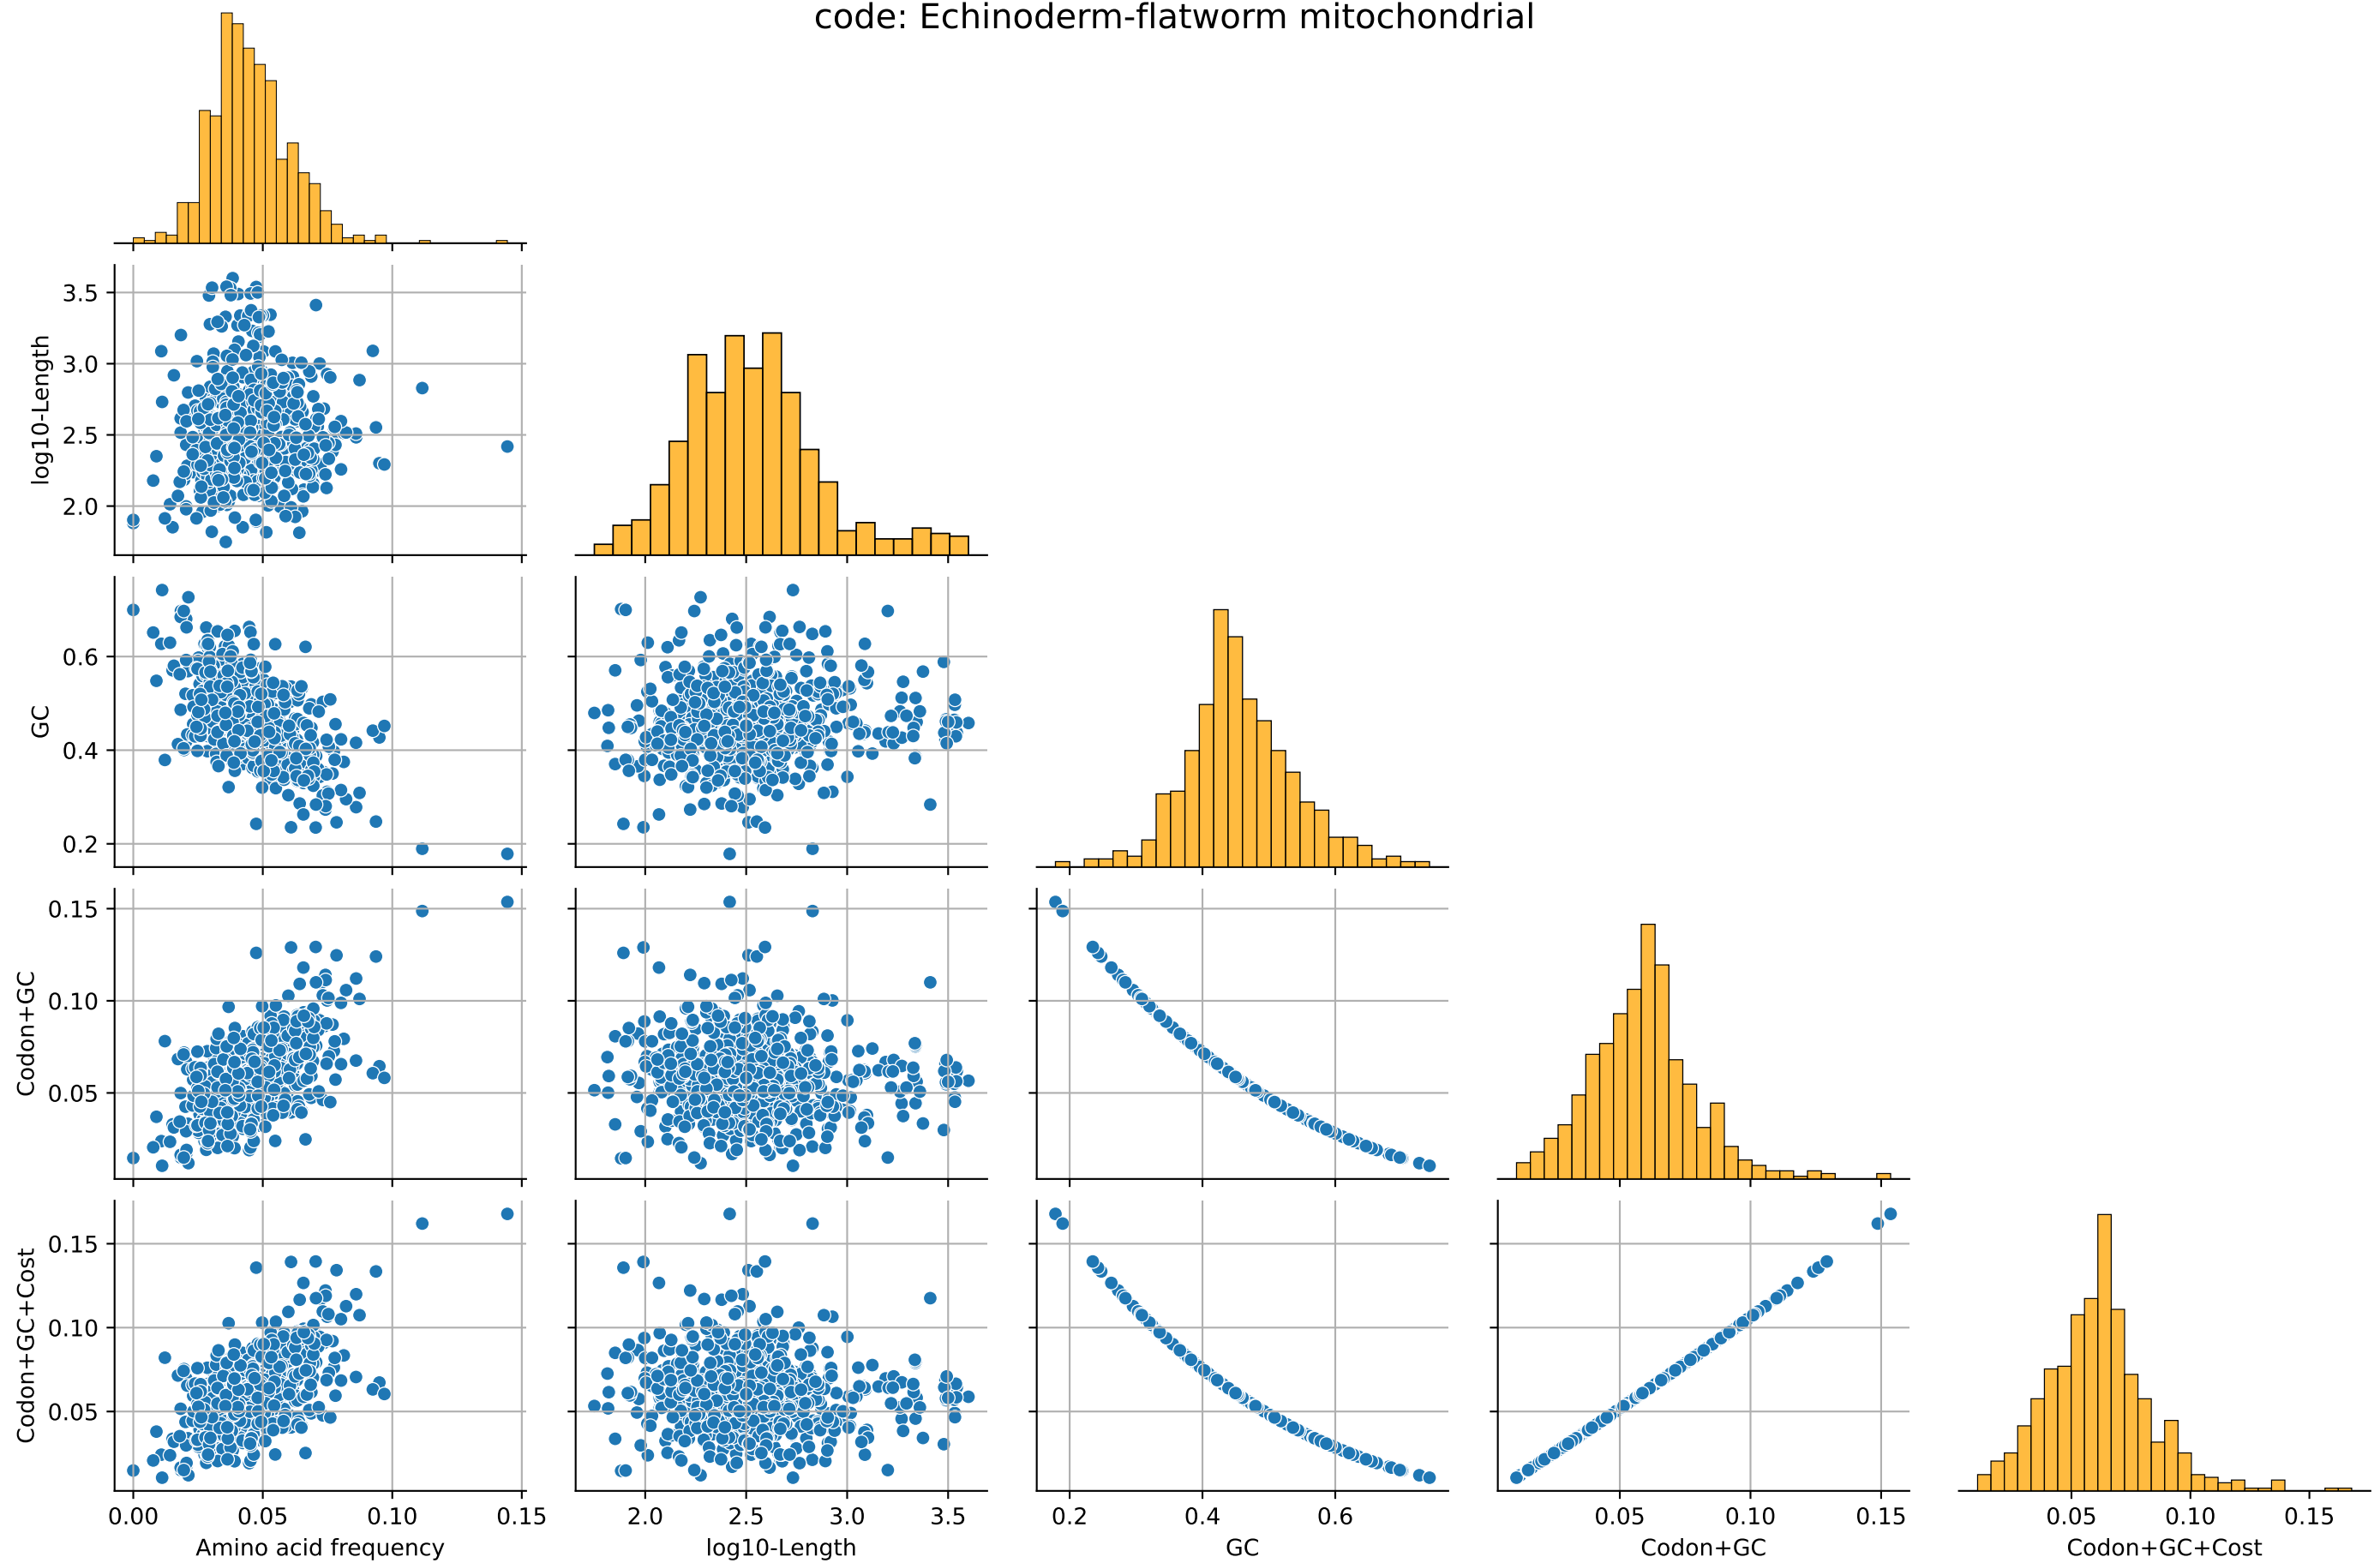 code: Echinoderm-flatworm mitochondrial
3.5
3.0
2.5
2.0
log10-Length
0.6
0.4
0.2
GC
0.15
0.10
0.05
Codon+GC
0.15
0.10
0.05
Codon+GC+Cost
0.00 0.05 0.10 0.15 2.0 2.5 3.0 3.5 0.2 0.4 0.6 0.05 0.10 0.15 0.05 0.10 0.15
Amino acid frequency log10-Length GC Codon+GC Codon+GC+Cost